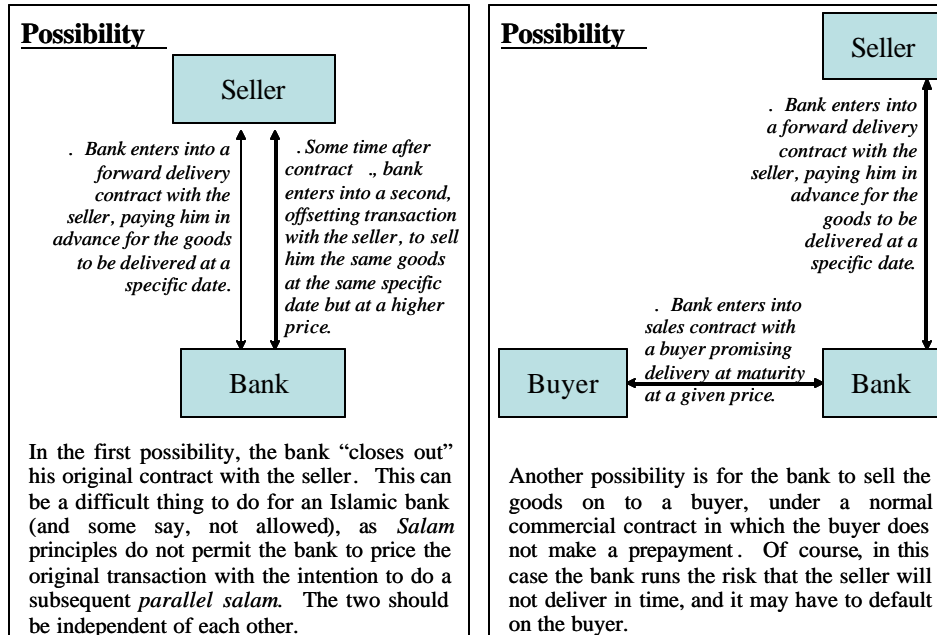 Possibility
Seller
. Bank enters into a
forward delivery
contract with the
seller, paying him in
advance for the goods
to be delivered at a
specific date.
. Some time after
contract ., bank
enters into a second,
offsetting transaction
with the seller, to sell
him the same goods
at the same specific
date but at a higher
price.
Bank
In the first possibility, the bank “closes out”
his original contract with the seller. This can
be a difficult thing to do for an Islamic bank
(and some say, not allowed), as Salam
principles do not permit the bank to price the
original transaction with the intention to do a
subsequent parallel salam. The two should
be independent of each other.
Possibility
Seller
. Bank enters into
a forward delivery
contract with the
seller, paying him in
advance for the
goods to be
delivered at a
specific date.
. Bank enters into
sales contract with
a buyer promising
delivery at maturity
at a given price.
Buyer
Bank
Another possibility is for the bank to sell the
goods on to a buyer, under a normal
commercial contract in which the buyer does
not make a prepayment. Of course, in this
case the bank runs the risk that the seller will
not deliver in time, and it may have to default
on the buyer.